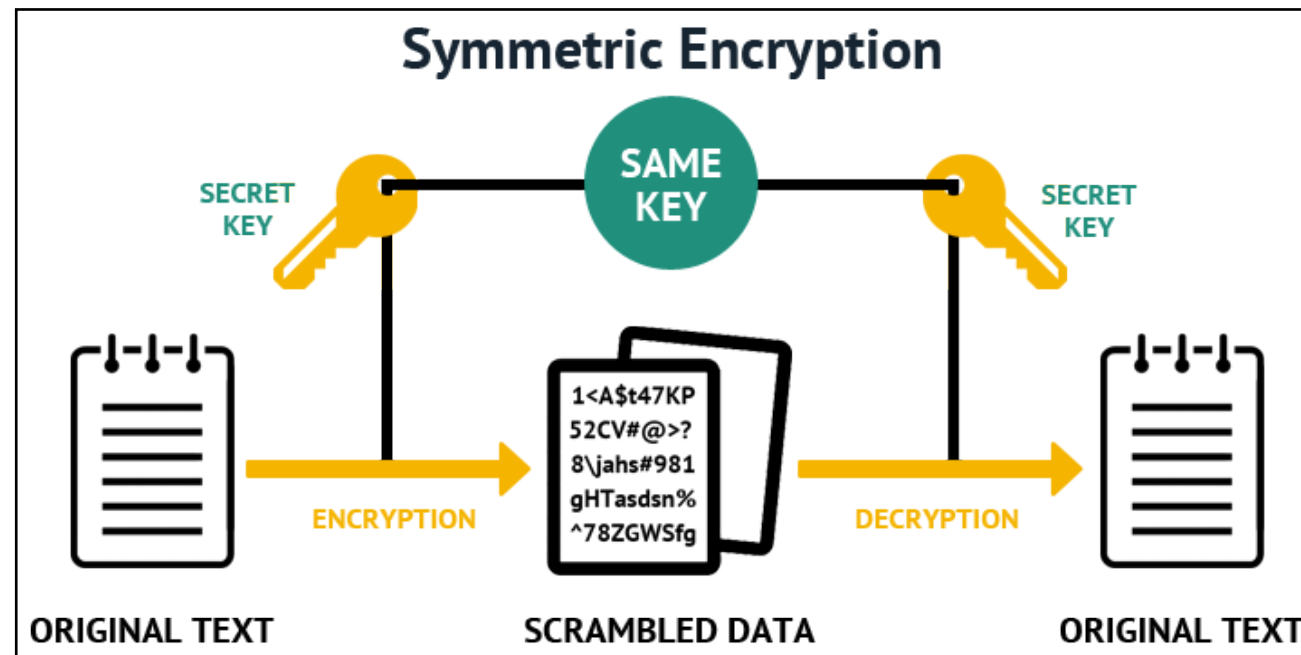 Symmetric Encryption
SAME
KEY
SECRET
KEY
SECRET
KEY
1<A$t47KP
52CV#@>?
8\jahs#981
gHTasdsn%
^78ZGWSfg
ENCRYPTION
DECRYPTION
ORIGINAL TEXT
SCRAMBLED DATA
ORIGINAL TEXT